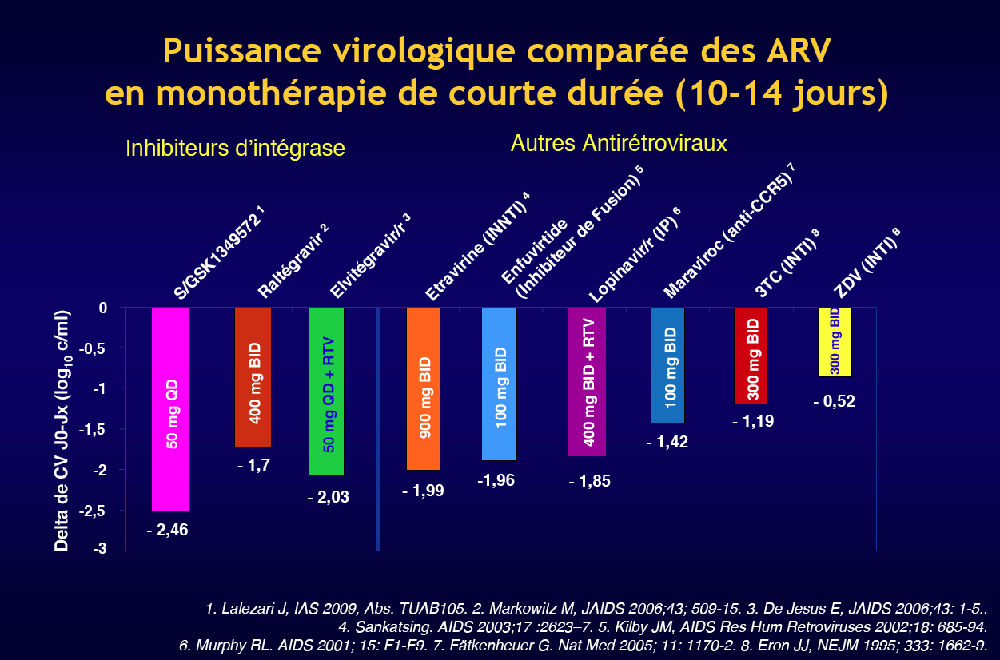 Puissance virologique comparée des ARV
en monothérapie de courte durée (10-14 jours)
Inhibiteurs d’intégrase
Autres Antirétroviraux
S/GSK1349572 1
Raltégravir 2
Elvitégravir/r 3
Etravirine (INNTI) 4
Enfuvirtide
(Inhibiteur de Fusion) 5
Lopinavir/r (IP) 6
Maraviroc (anti-CCR5) 7
3TC (INTI) 8
ZDV (INTI) 8
Delta de CV J0-Jx (log10 c/ml)
0
-0,5
-1
-1,5
-2
-2,5
-3
50 mg QD
400 mg BID
50 mg QD + RTV
900 mg BID
100 mg BID
400 mg BID + RTV
100 mg BID
300 mg BID
300 mg BID
- 2,46
- 1,7
- 2,03
- 1,99
-1,96
- 1,85
- 1,42
- 1,19
- 0,52
1. Lalezari J, IAS 2009, Abs. TUAB105. 2. Markowitz M, JAIDS 2006;43; 509-15. 3. De Jesus E, JAIDS 2006;43: 1-5..
4. Sankatsing. AIDS 2003;17 :2623–7. 5. Kilby JM, AIDS Res Hum Retroviruses 2002;18: 685-94.
6. Murphy RL. AIDS 2001; 15: F1-F9. 7. Fätkenheuer G. Nat Med 2005; 11: 1170-2. 8. Eron JJ, NEJM 1995; 333: 1662-9.